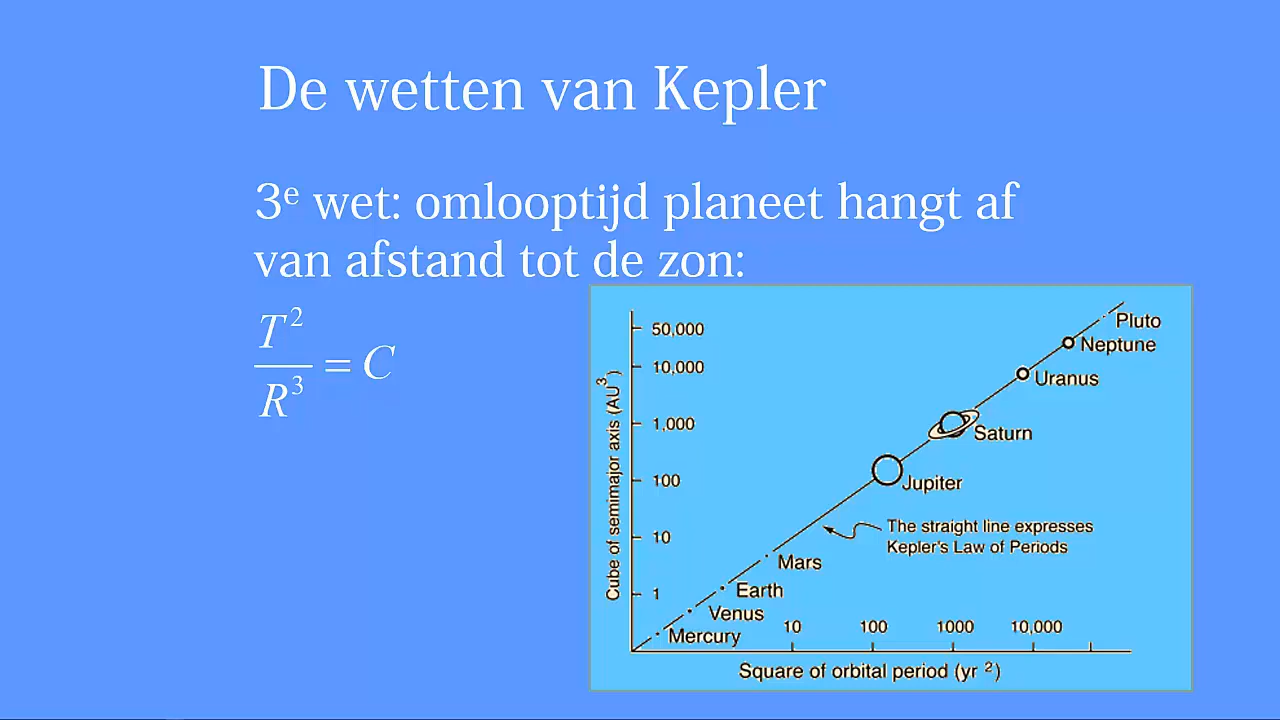 De wetten van Kepler
3ᵉ wet: omlooptijd planeet hangt af
van afstand tot de zon:
T²
R³
= C
50,000
10,000
1,000
100
10
1
Cube of semimajor axis (AU³)
Pluto
Neptune
Uranus
Saturn
Jupiter
The straight line expresses
Kepler's Law of Periods
Mars
Earth
Venus
Mercury
10 100 1000 10,000
Square of orbital period (yr ²)